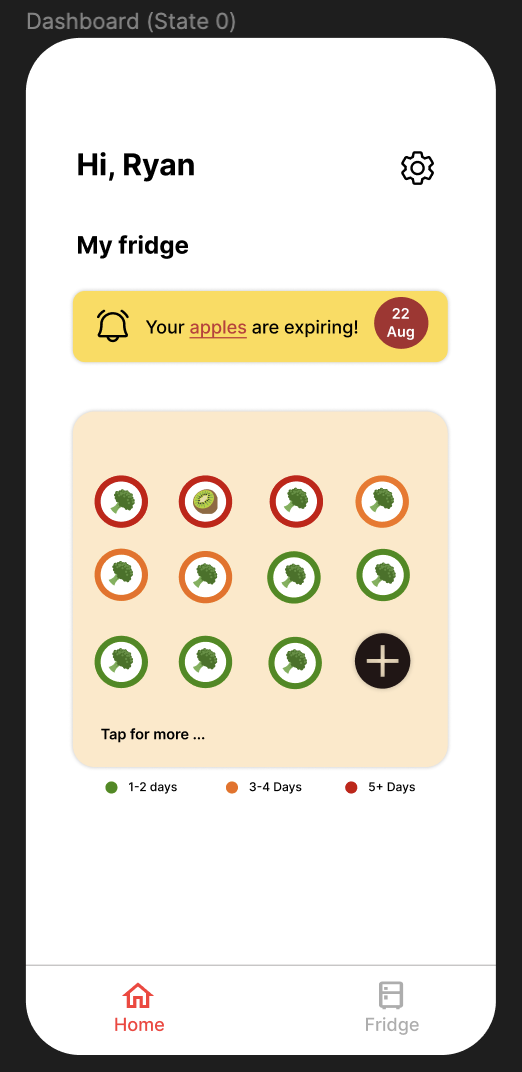 Dashboard (State 0)
Hi, Ryan
My fridge
Your apples are expiring!
22
Aug
Tap for more ...
1-2 days
3-4 Days
5+ Days
Home
Fridge